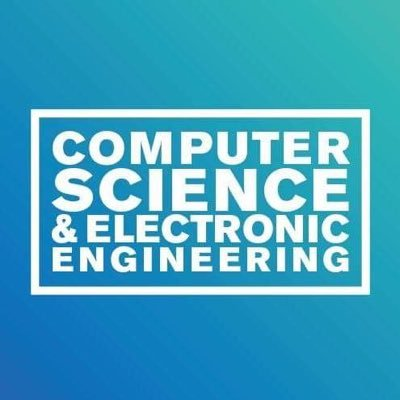 COMPUTER
SCIENCE
& ELECTRONIC
ENGINEERING